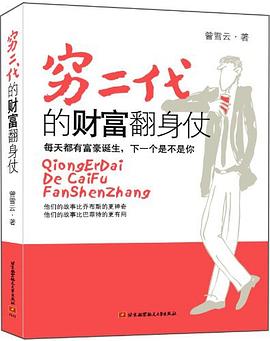 曾雪云·著
穷二代
的财富翻身仗
每天都有富豪诞生，下一个是不是你
QiongErDai
De CaiFu
FanShenZhang
他们的故事比乔布斯的更神奇
他们的故事比巴菲特的更有用
穷二代
的财富翻身仗
曾雪云·著